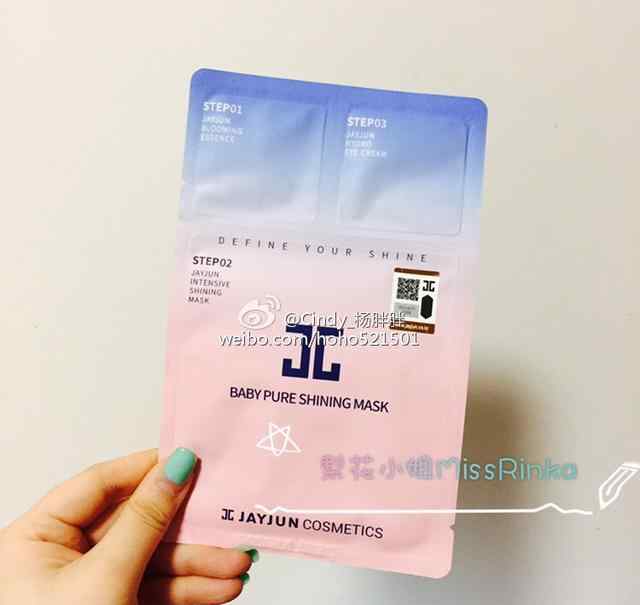 STEP01
JAYJUN
BLOOMING
ESSENCE
STEP03
JAYJUN
HYDRO
EYE CREAM
DEFINE YOUR SHINE
STEP02
JAYJUN
INTENSIVE
SHINING
MASK
@Cindy_杨胖胖
weibo.com/hoho521501
BABY PURE SHINING MASK
梨花小姐MissRinka
JAYJUN COSMETICS